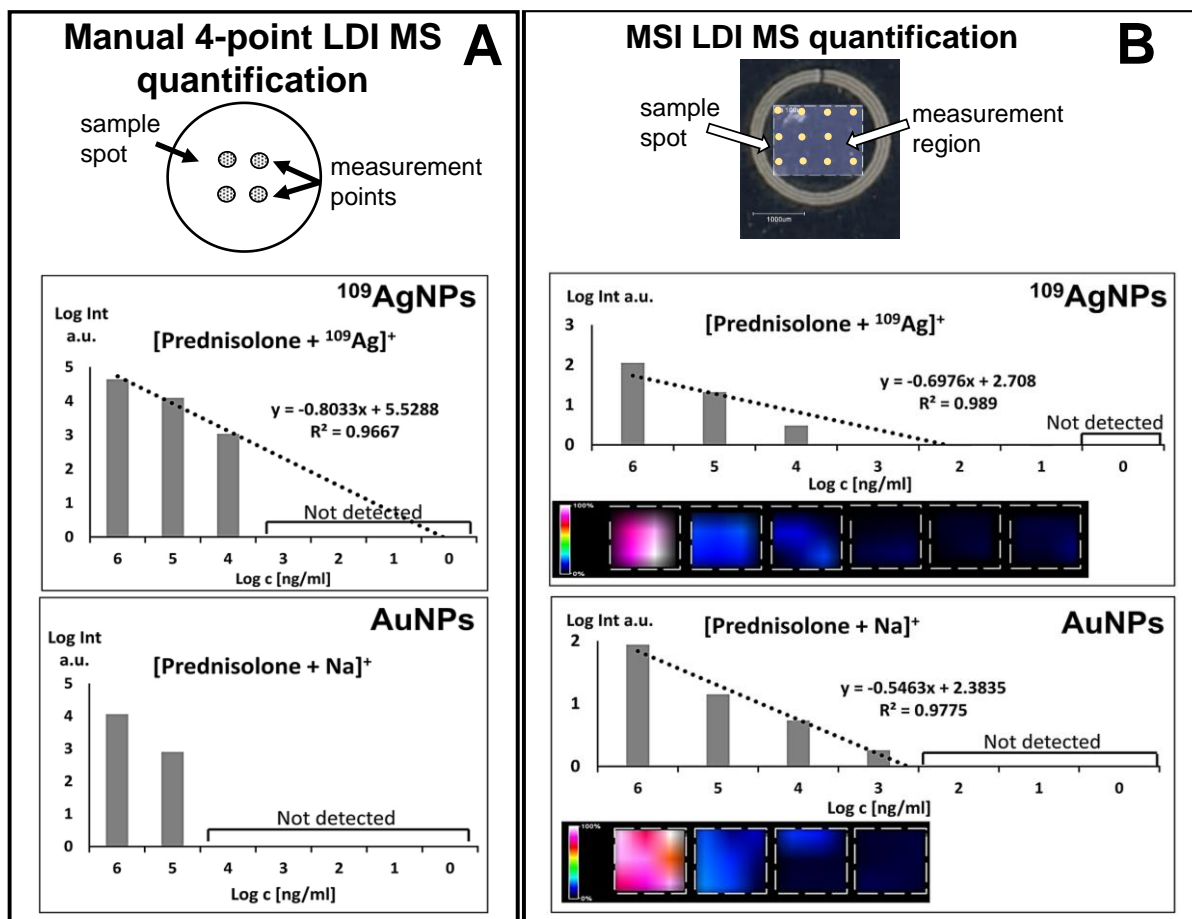 Manual 4-point LDI MS
quantification
A
sample
spot
measurement
points
¹⁰⁹AgNPs
Log Int
a.u.
[Prednisolone + ¹⁰⁹Ag]⁺
5
4
3
2
1
0
y = -0.8033x + 5.5288
R² = 0.9667
Not detected
6 5 4 3 2 1 0
Log c [ng/ml]
AuNPs
Log Int
a.u.
[Prednisolone + Na]⁺
5
4
3
2
1
0
Not detected
6 5 4 3 2 1 0
Log c [ng/ml]
MSI LDI MS quantification
B
sample
spot
measurement
region
1000um
¹⁰⁹AgNPs
Log Int a.u.
[Prednisolone + ¹⁰⁹Ag]⁺
3
2
1
0
y = -0.6976x + 2.708
R² = 0.989
Not detected
6 5 4 3 2 1 0
Log c [ng/ml]
100%
0%
AuNPs
Log Int a.u.
[Prednisolone + Na]⁺
2
1
0
y = -0.5463x + 2.3835
R² = 0.9775
Not detected
6 5 4 3 2 1 0
Log c [ng/ml]
100%
0%